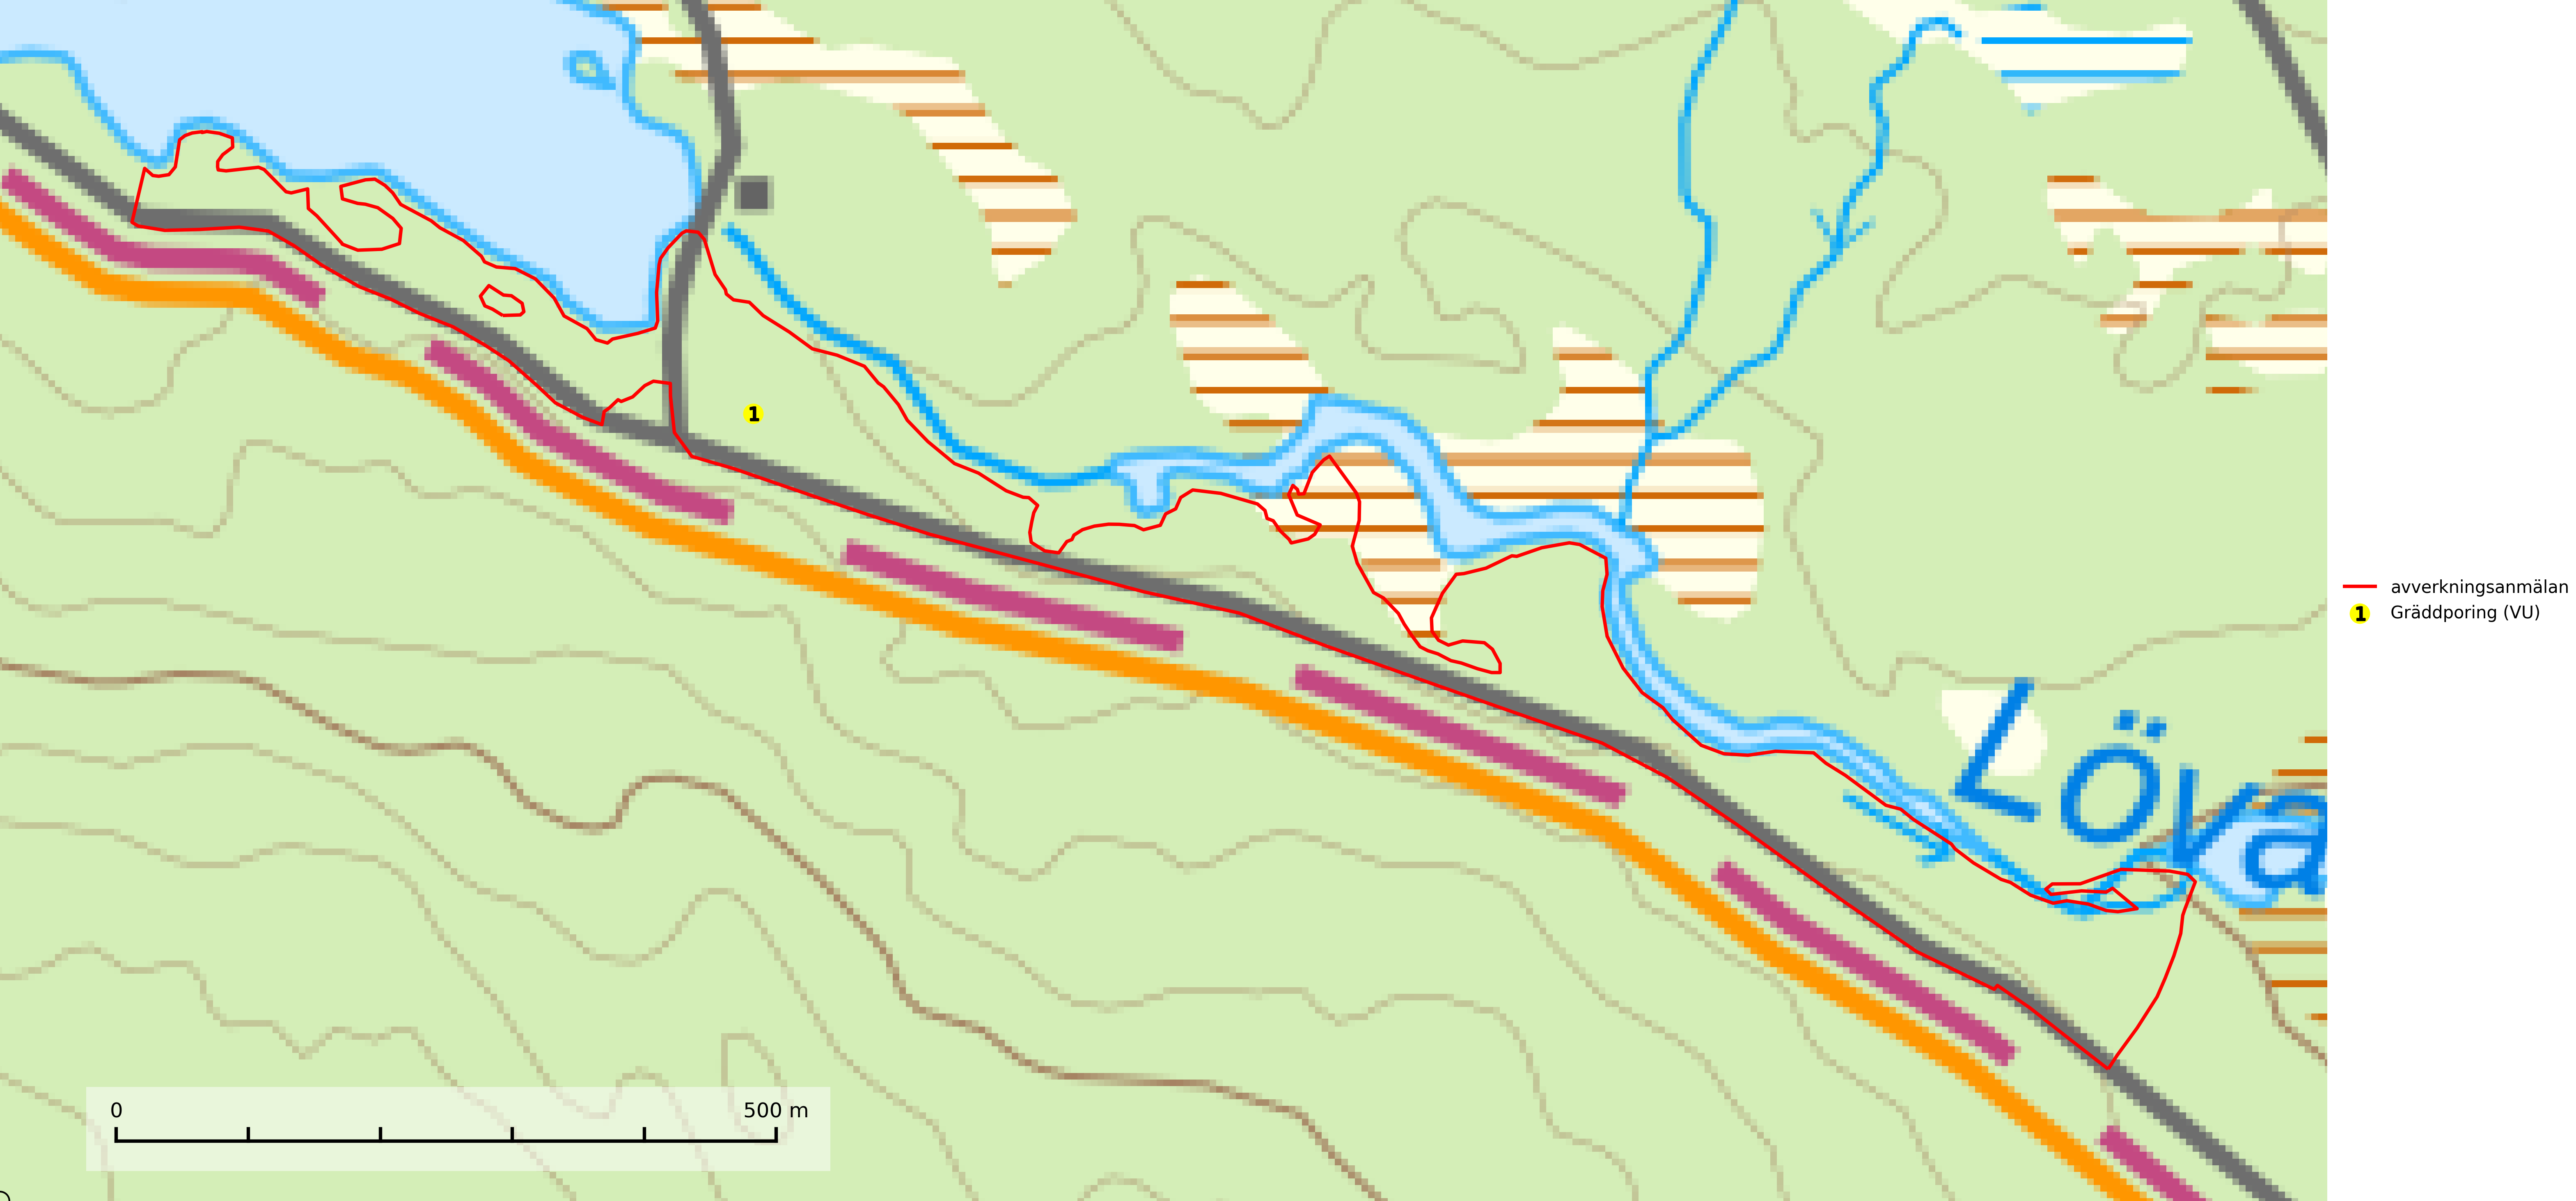 1
Löva
avverkningsanmälan
1 Gräddporing (VU)
0 500 m